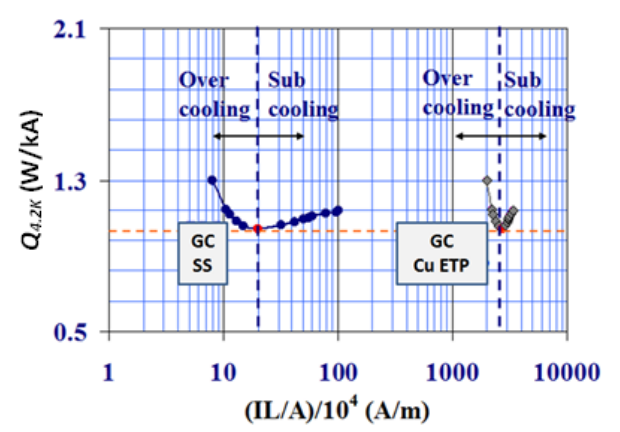 2.1
Over
cooling
Sub
cooling
Over
cooling
Sub
cooling
Q4.2K (W/kA)
1.3
GC
SS
GC
Cu ETP
0.5
1
10
100
1000
10000
(IL/A)/10⁴ (A/m)